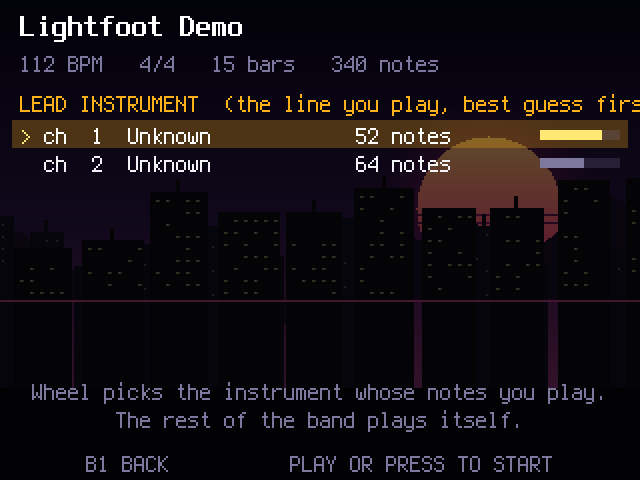 Lightfoot Demo
112 BPM 4/4 15 bars 340 notes
LEAD INSTRUMENT (the line you play, best guess firs
> ch 1 Unknown 52 notes
ch 2 Unknown 64 notes
Wheel picks the instrument whose notes you play.
The rest of the band plays itself.
B1 BACK PLAY OR PRESS TO START